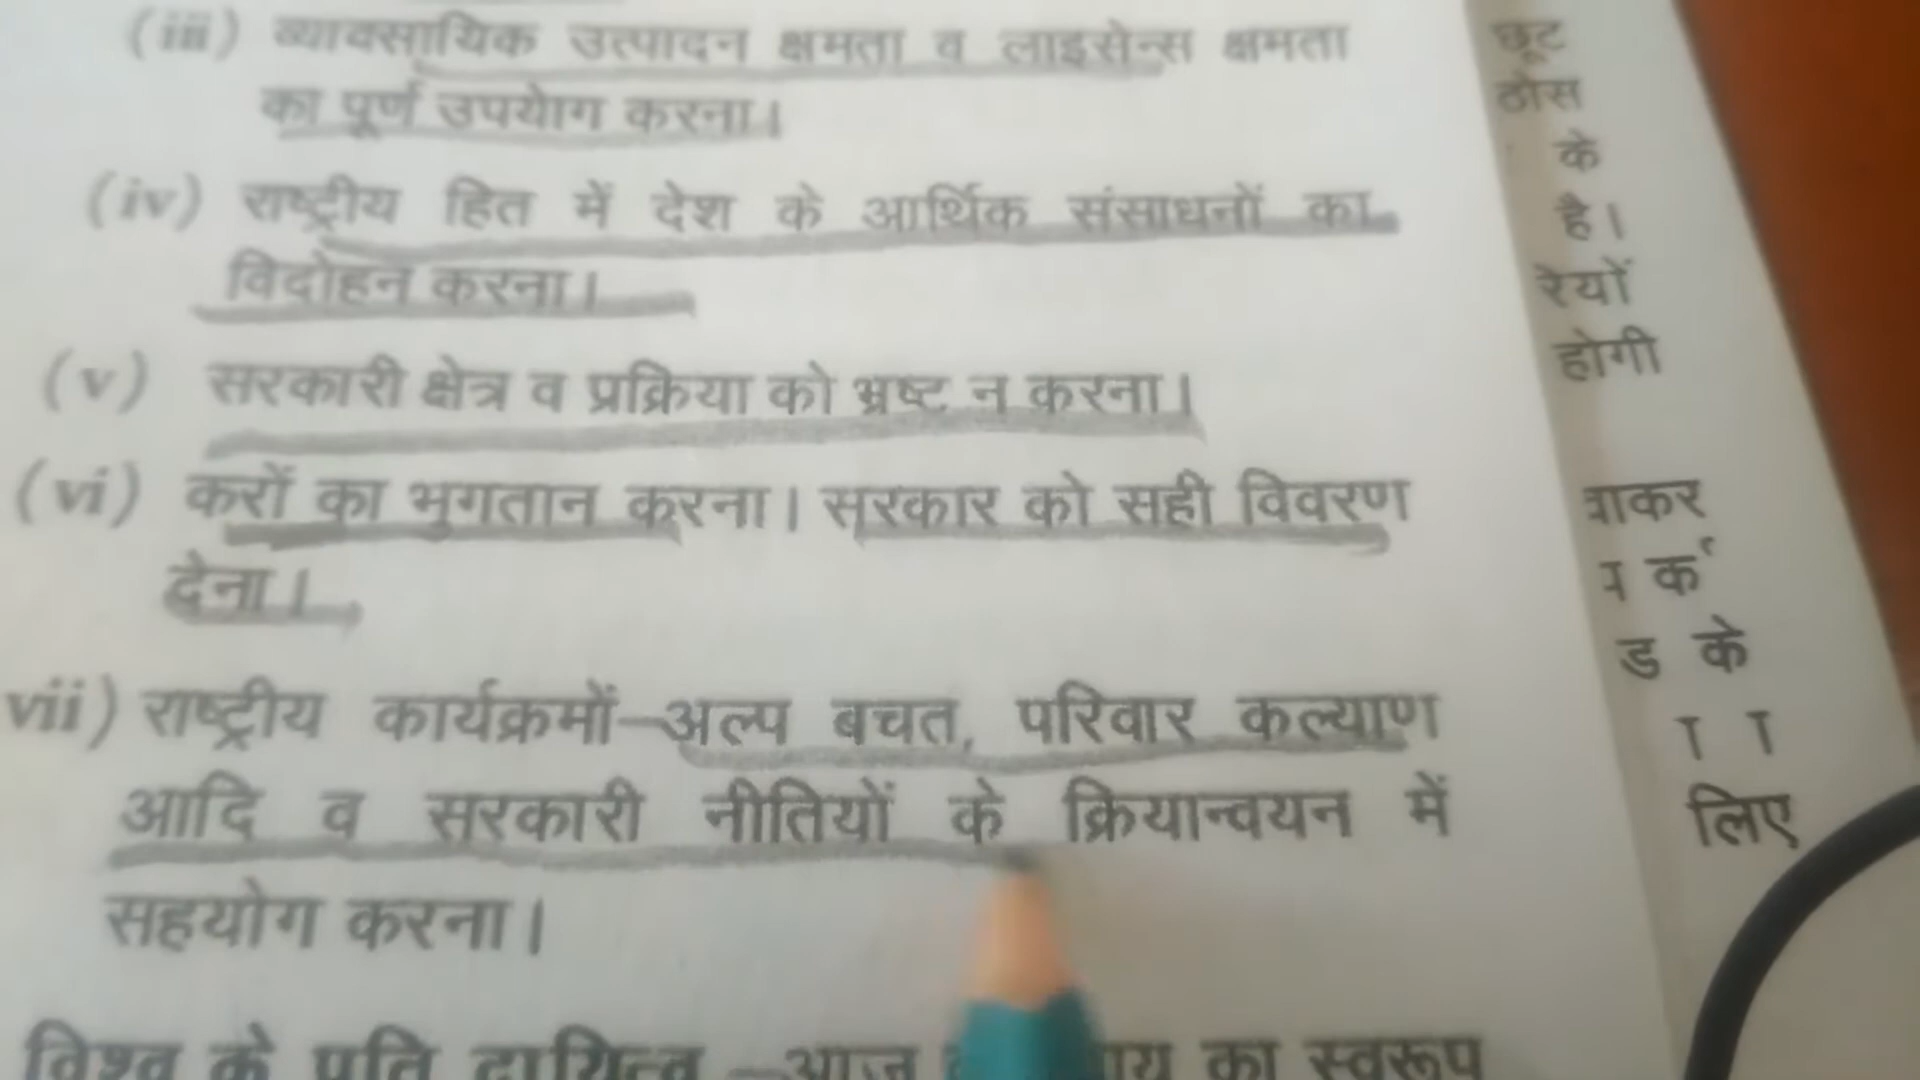 (iii) व्यावसायिक उत्पादन क्षमता व लाइसेन्स क्षमता
का पूर्ण उपयोग करना।
(iv) राष्ट्रीय हित में देश के आर्थिक संसाधनों का
विदोहन करना।
(v) सरकारी क्षेत्र व प्रक्रिया को भ्रष्ट न करना।
(vi) करों का भुगतान करना। सरकार को सही विवरण
देना।
vii) राष्ट्रीय कार्यक्रमों—अल्प बचत, परिवार कल्याण
आदि व सरकारी नीतियों के क्रियान्वयन में
सहयोग करना।
विश्व के प्रति दायित्व—आज का स्वरूप
छूट
ठोस
के
है।
रेयों
होगी
के
लिए